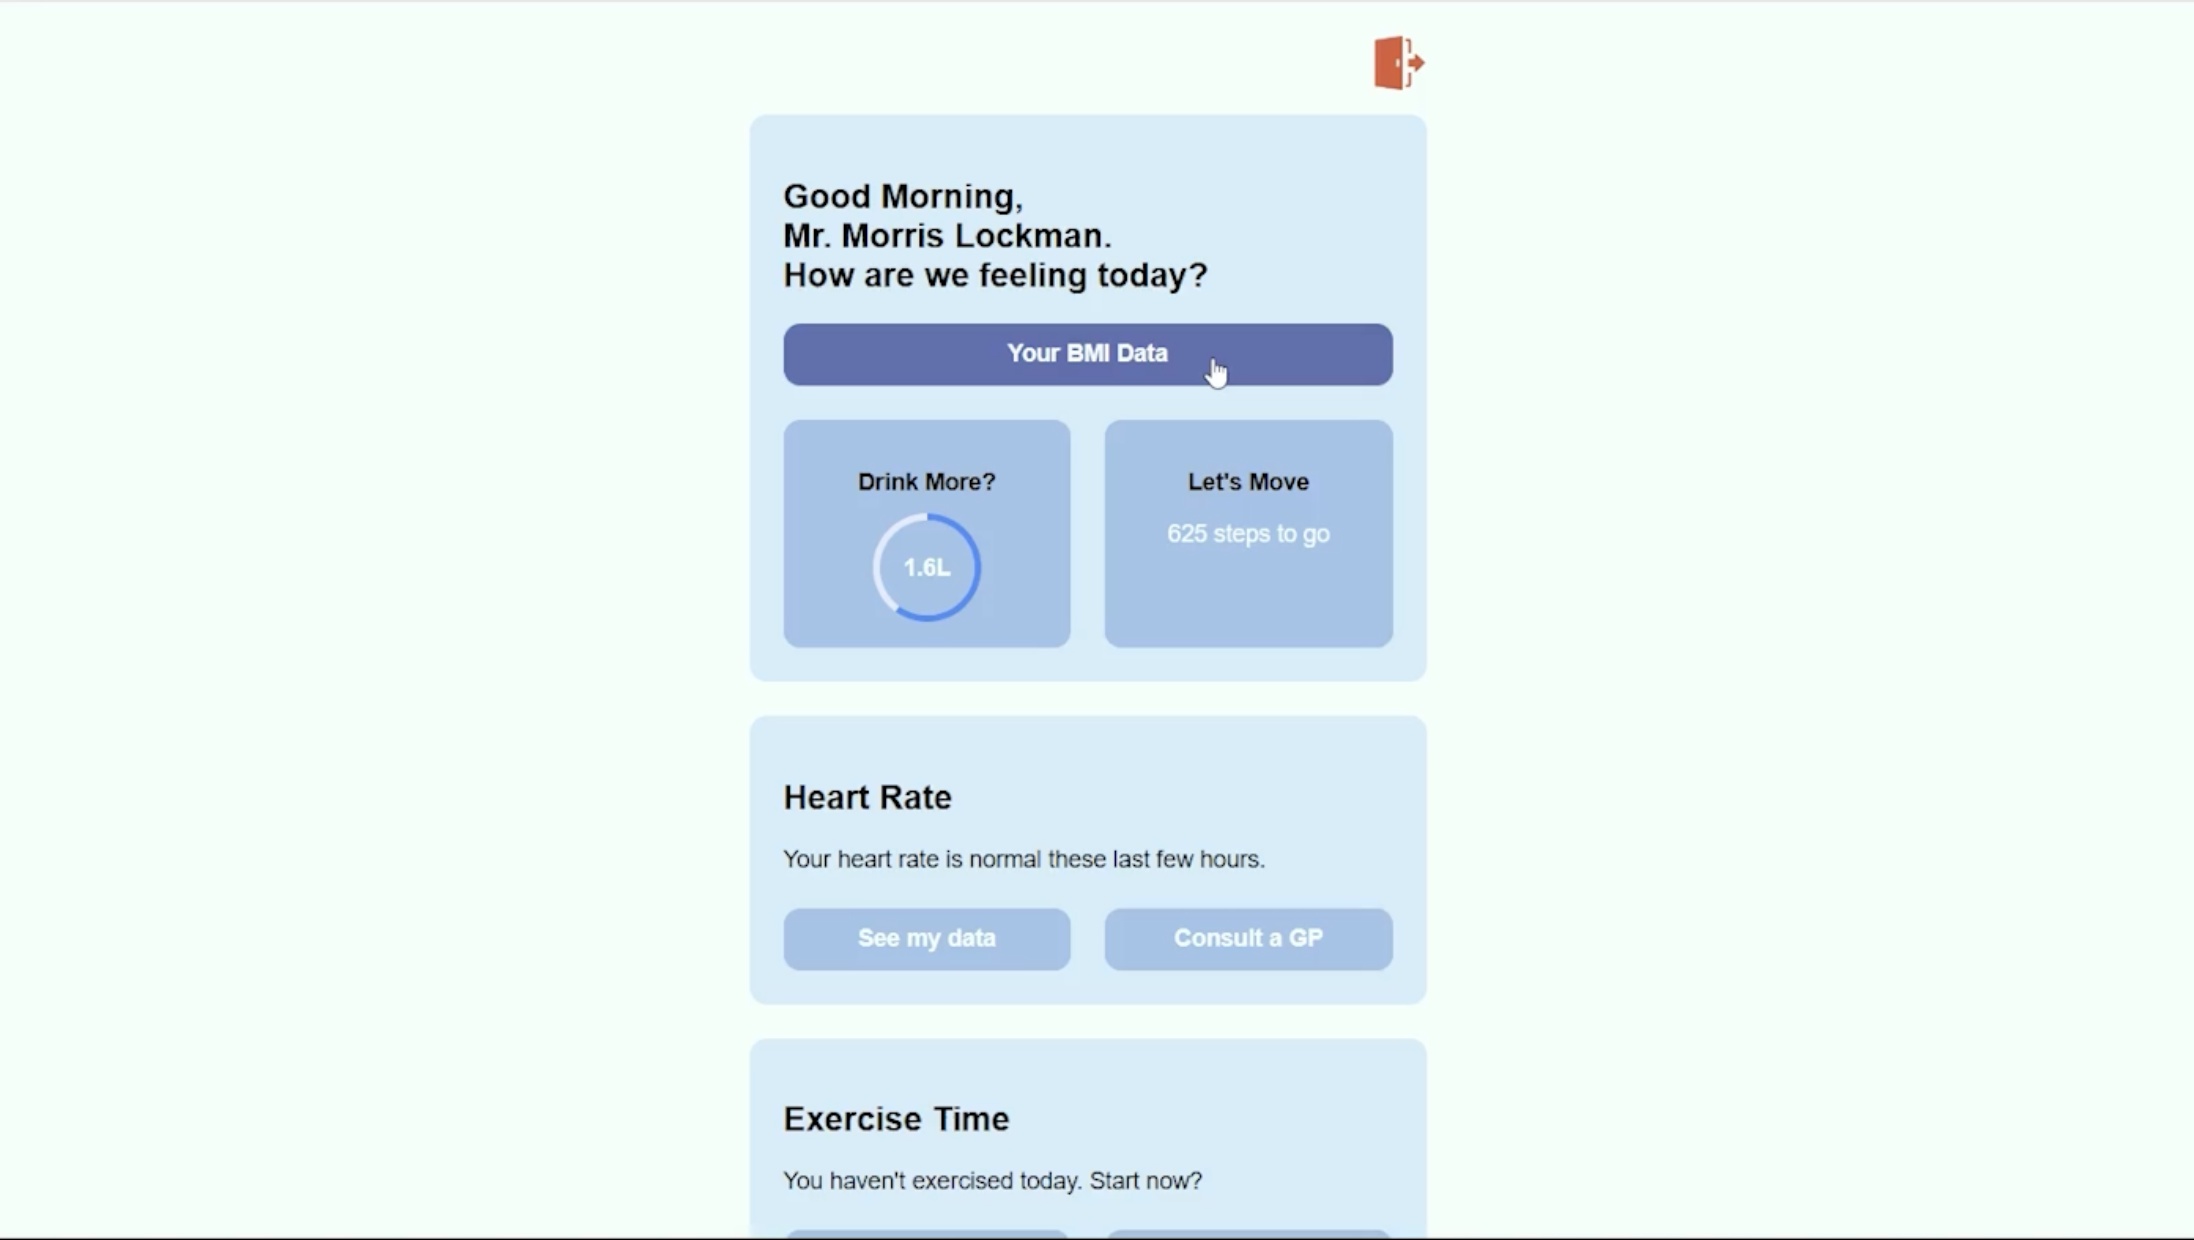 Good Morning,
Mr. Morris Lockman.
How are we feeling today?
Your BMI Data
Drink More?
1.6L
Let's Move
625 steps to go
Heart Rate
Your heart rate is normal these last few hours.
See my data
Consult a GP
Exercise Time
You haven't exercised today. Start now?